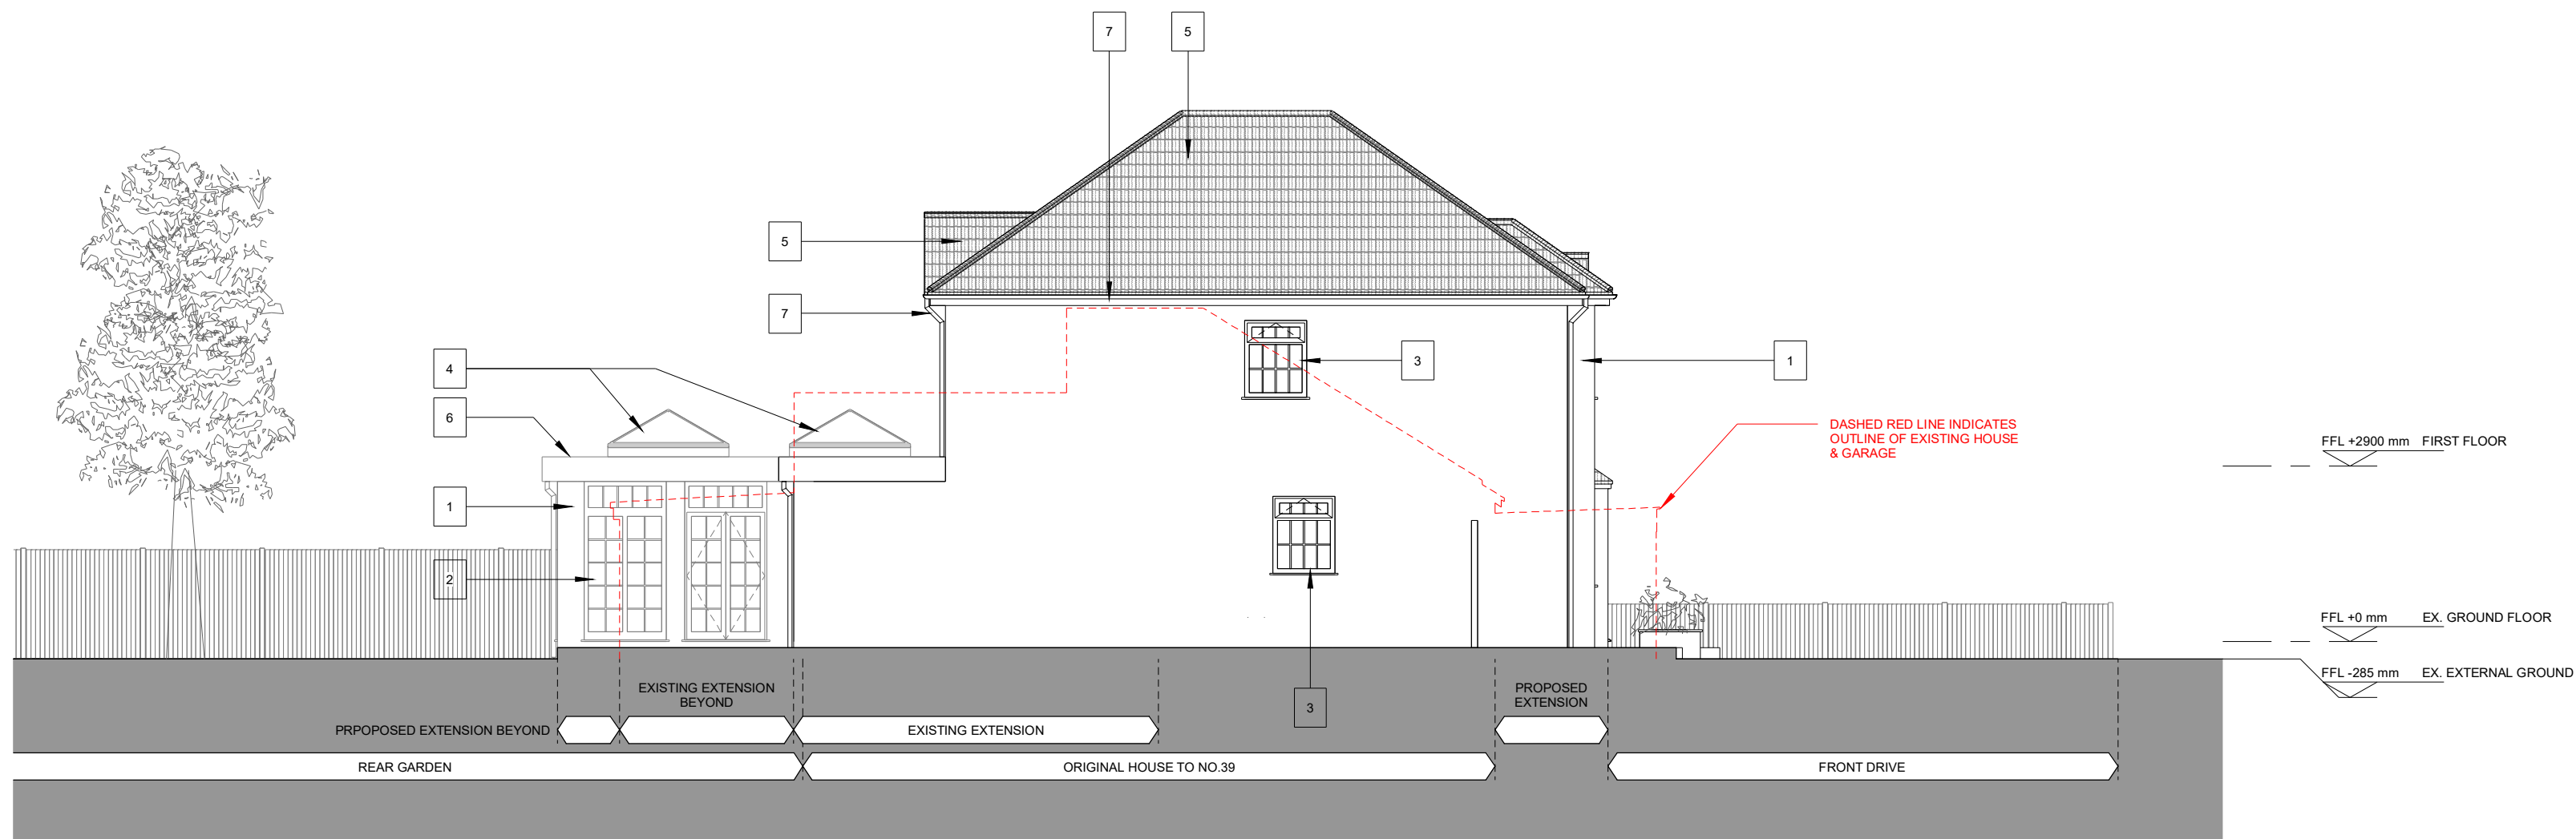 7
5
5
7
4
6
1
2
3
1
DASHED RED LINE INDICATES
OUTLINE OF EXISTING HOUSE
& GARAGE
FFL +2900 mm FIRST FLOOR
FFL +0 mm EX. GROUND FLOOR
FFL -285 mm EX. EXTERNAL GROUND
EXISTING EXTENSION
BEYOND
3
PROPOSED
EXTENSION
PRPOPOSED EXTENSION BEYOND
EXISTING EXTENSION
REAR GARDEN
ORIGINAL HOUSE TO NO.39
FRONT DRIVE